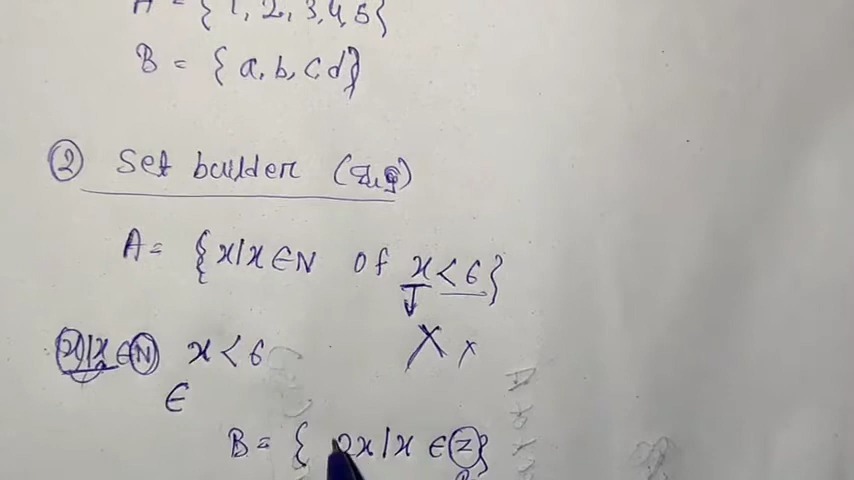 A = {1, 2, 3, 4, 5}
B = {a, b, c d}
② Set builder
A = {x|x ∈ N of x < 6}
x|x ∈ N x < 6
∈
B = { 2x|x ∈ Z}